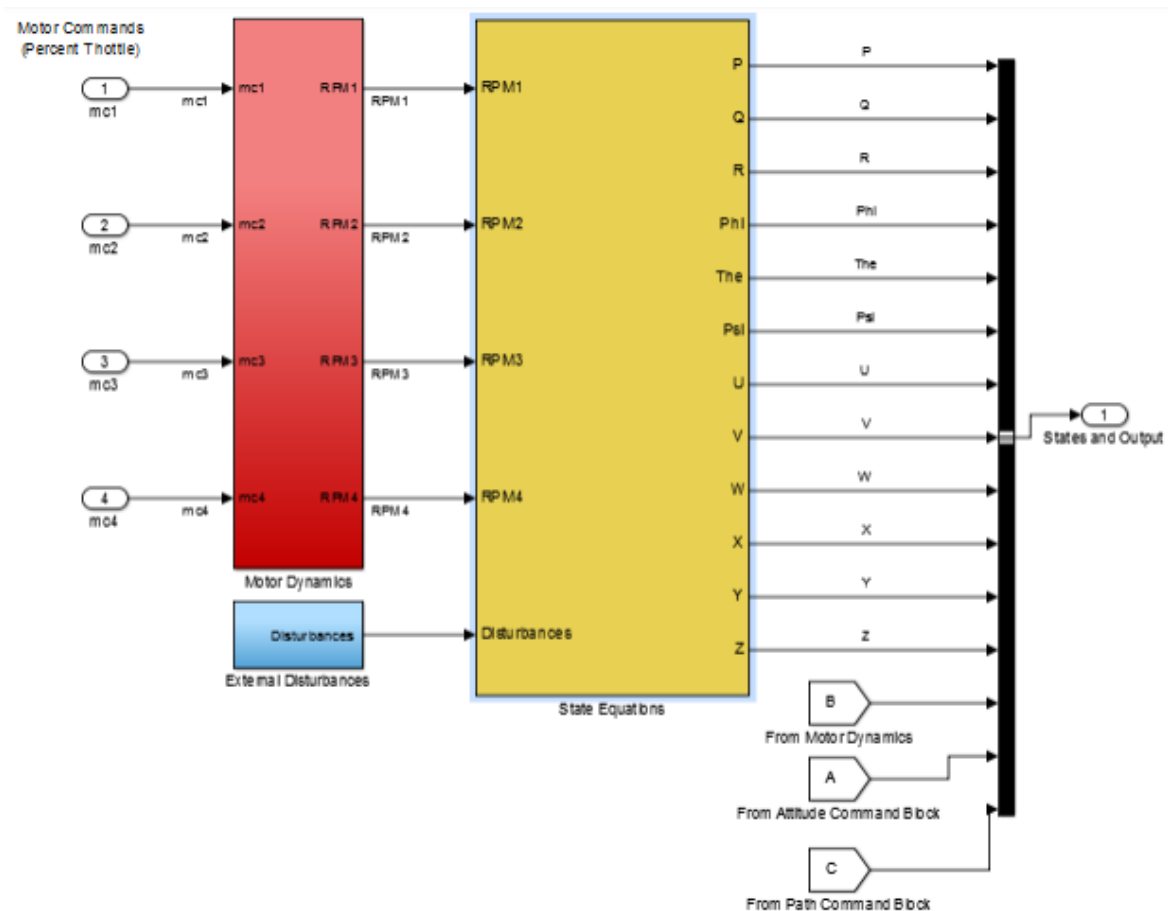 Motor Commands
(Percent Thottle)
1
mc1
mc1
mc1
RPM1
RPM1
RPM1
2
mc2
mc2
mc2
RPM2
RPM2
RPM2
3
mc3
mc3
mc3
RPM3
RPM3
RPM3
4
mc4
mc4
mc4
RPM4
RPM4
RPM4
Motor Dynamics
Disturbances
Disturbances
External Disturbances
P
Q
R
Phi
The
Psi
U
V
W
X
Y
Z
State Equations
P
Q
R
Phi
The
Psi
U
V
W
X
Y
Z
B
From Motor Dynamics
A
From Attitude Command Block
C
From Path Command Block
1
States and Output